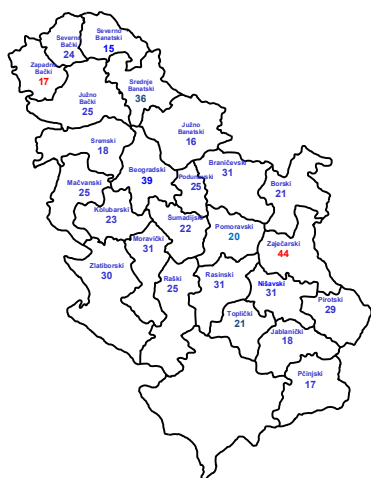 Severno
Banatski
15
Severno
Bački
24
Zapadno
Bački
17
Srednje
Banatski
36
Južno
Bački
25
Južno
Banatski
16
Sremski
18
Beogradski
39
Podunavski
25
Braničevski
31
Borski
21
Mačvanski
25
Kolubarski
23
Šumadijski
22
Pomoravski
20
Zaječarski
44
Moravički
31
Zlatiborski
30
Raški
25
Rasinski
31
Nišavski
31
Pirotski
29
Toplički
21
Jablanički
18
Pčinjski
17